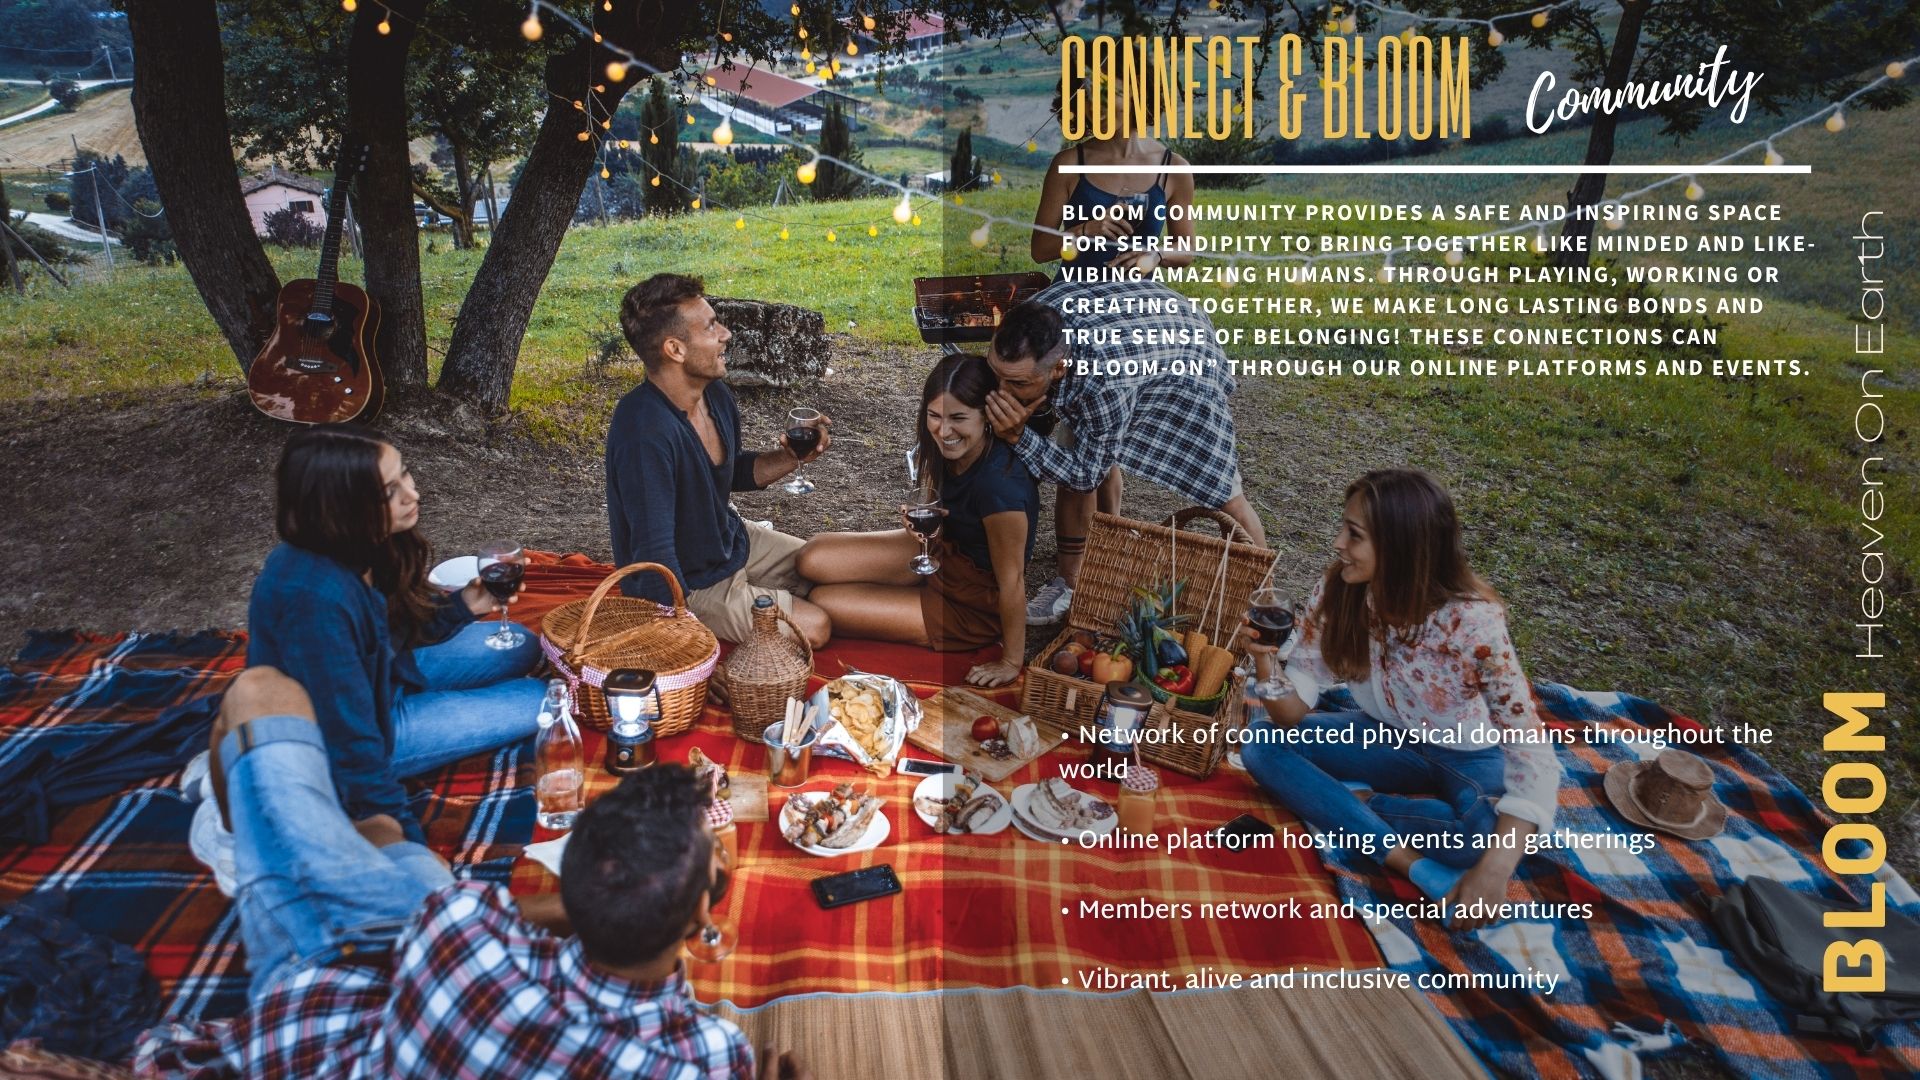 CONNECT & BLOOM Community
BLOOM COMMUNITY PROVIDES A SAFE AND INSPIRING SPACE
FOR SERENDIPITY TO BRING TOGETHER LIKE MINDED AND LIKE-
VIBING AMAZING HUMANS. THROUGH PLAYING, WORKING OR
CREATING TOGETHER, WE MAKE LONG LASTING BONDS AND
TRUE SENSE OF BELONGING! THESE CONNECTIONS CAN
”BLOOM-ON” THROUGH OUR ONLINE PLATFORMS AND EVENTS.
• Network of connected physical domains throughout the
world
• Online platform hosting events and gatherings
• Members network and special adventures
• Vibrant, alive and inclusive community
BLOOM Heaven On Earth